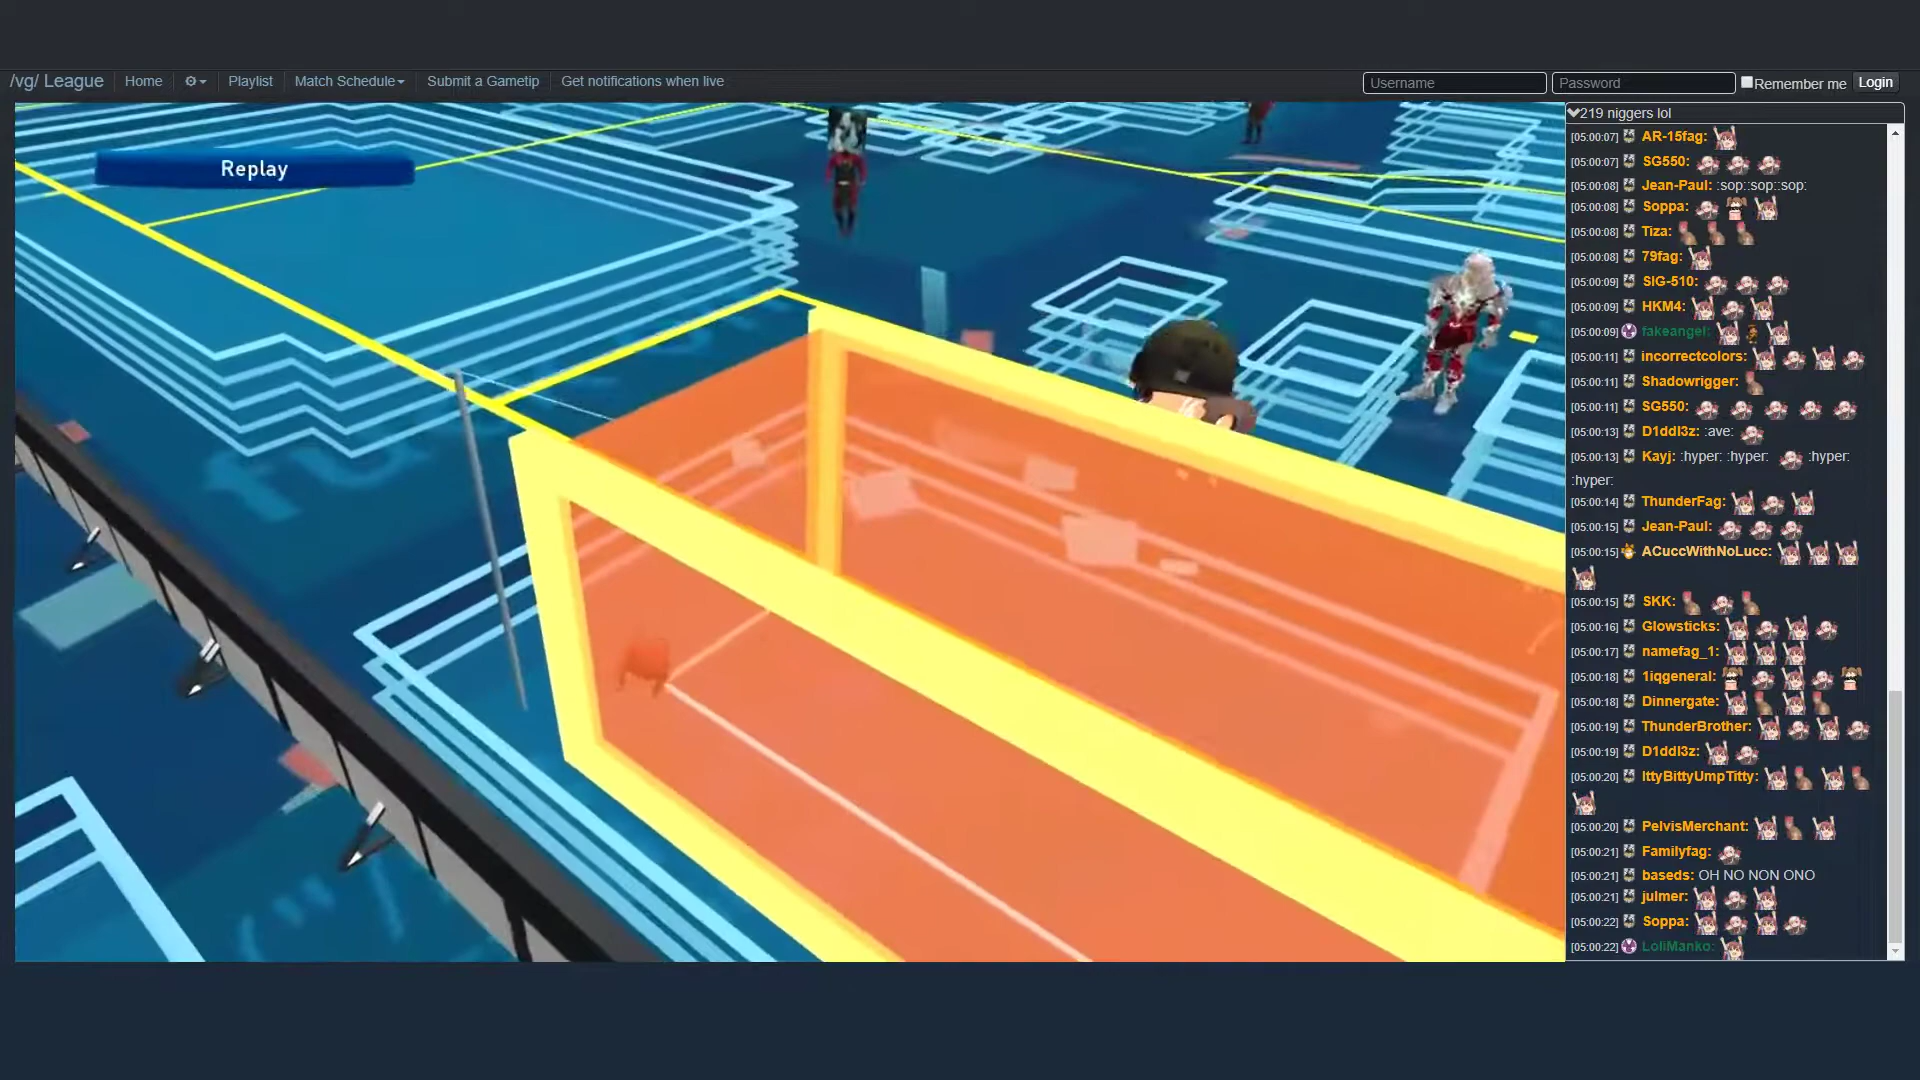 /vg/ League Home Playlist Match Schedule Submit a Gametip Get notifications when live Username Password Remember me Login
Replay
219 niggers lol
[05:00:07] AR-15fag:
[05:00:07] SG550:
[05:00:08] Jean-Paul: :sop::sop::sop:
[05:00:08] Soppa:
[05:00:08] Tiza:
[05:00:08] 79fag:
[05:00:09] SIG-510:
[05:00:09] HKM4:
[05:00:09] fakeangel:
[05:00:11] incorrectcolors:
[05:00:11] Shadowrigger:
[05:00:11] SG550:
[05:00:13] D1ddl3z: :ave:
[05:00:13] Kayj: :hyper: :hyper: :hyper:
:hyper:
[05:00:14] ThunderFag:
[05:00:15] Jean-Paul:
[05:00:15] ACuccWithNoLucc:
[05:00:15] SKK:
[05:00:16] Glowsticks:
[05:00:17] namefag_1:
[05:00:18] 1iqgeneral:
[05:00:18] Dinnergate:
[05:00:19] ThunderBrother:
[05:00:19] D1ddl3z:
[05:00:20] IttyBittyUmpTitty:
[05:00:20] PelvisMerchant:
[05:00:21] Familyfag:
[05:00:21] baseds: OH NO NON ONO
[05:00:21] julmer:
[05:00:22] Soppa:
[05:00:22] LoliManko: